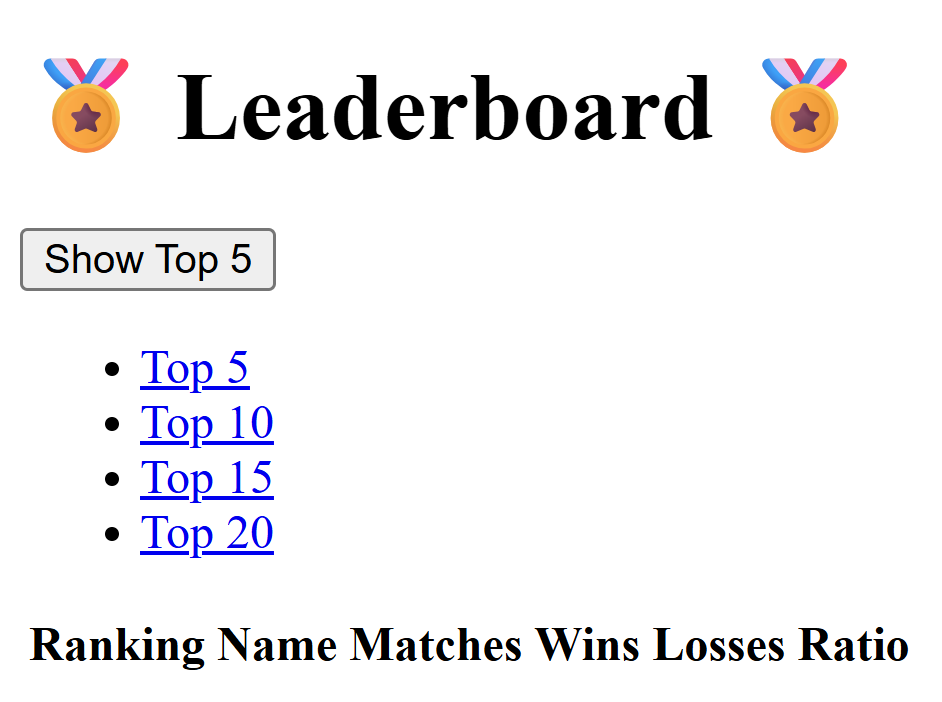 Leaderboard
Show Top 5
Top 5
Top 10
Top 15
Top 20
Ranking Name Matches Wins Losses Ratio